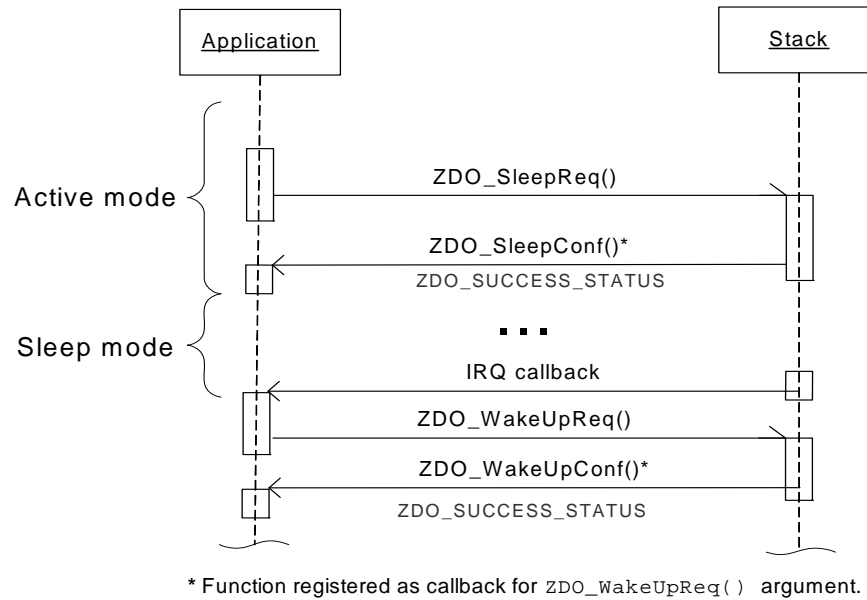 Application
Stack
ZDO_SleepReq()
Active mode
ZDO_SleepConf()*
ZDO_SUCCESS_STATUS
Sleep mode
...
IRQ callback
ZDO_WakeUpReq()
ZDO_WakeUpConf()*
ZDO_SUCCESS_STATUS
* Function registered as callback for ZDO_WakeUpReq() argument.